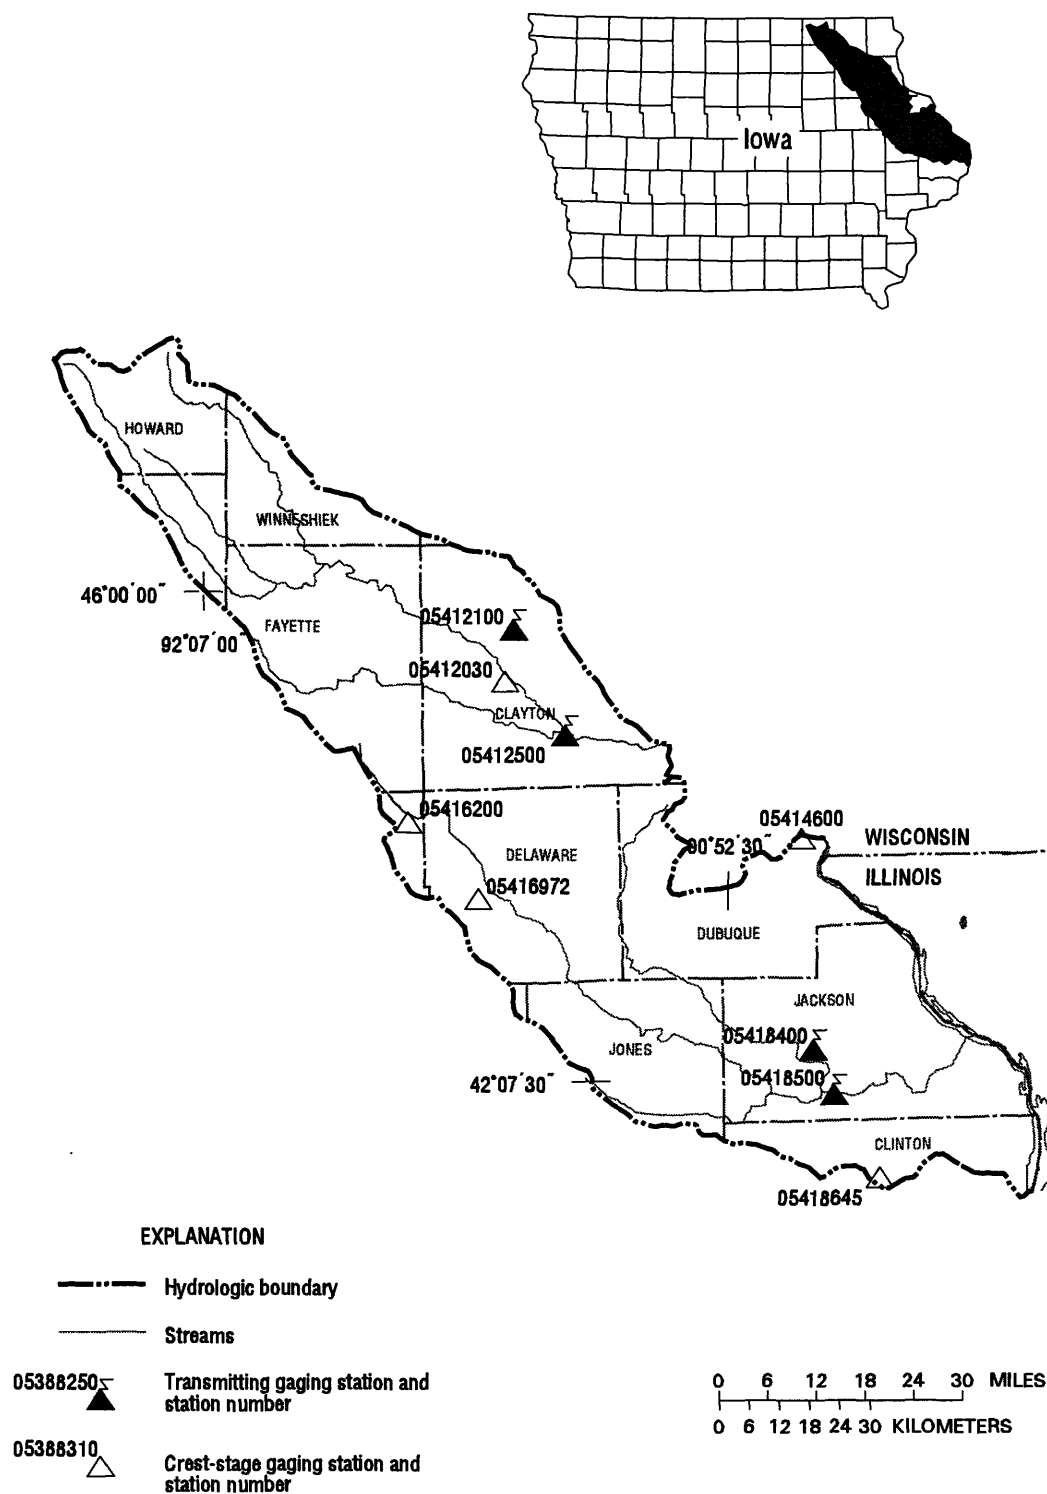 Iowa
HOWARD
WINNESHIEK
46°00'00"
05412100
FAYETTE
92°07'00"
05412030
CLAYTON
05412500
05416200
05414600
90°52'30"
WISCONSIN
DELAWARE
ILLINOIS
05416972
DUBUQUE
JACKSON
05418400
JONES
05418500
42°07'30"
CLINTON
05418645
EXPLANATION
Hydrologic boundary
Streams
05388250
Transmitting gaging station and
station number
0 6 12 18 24 30 MILES
0 6 12 18 24 30 KILOMETERS
05388310
Crest-stage gaging station and
station number